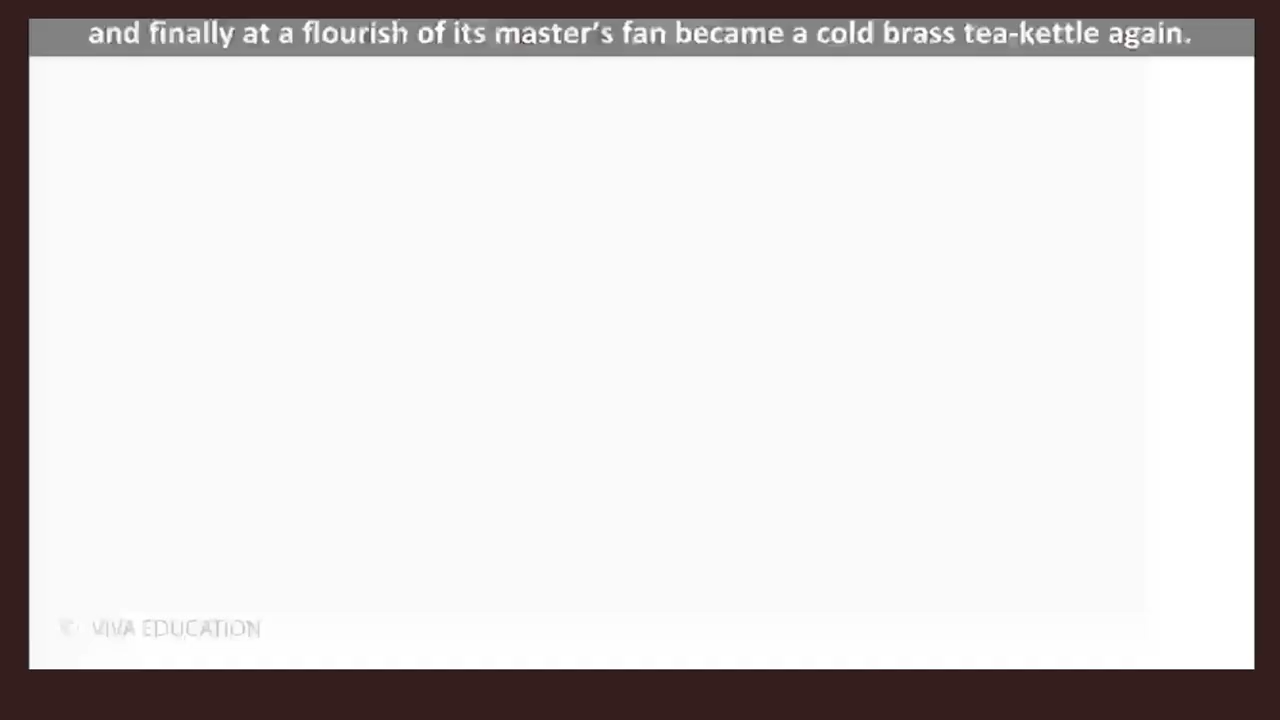 and finally at a flourish of its master's fan became a cold brass tea-kettle again.
© VIVA EDUCATION